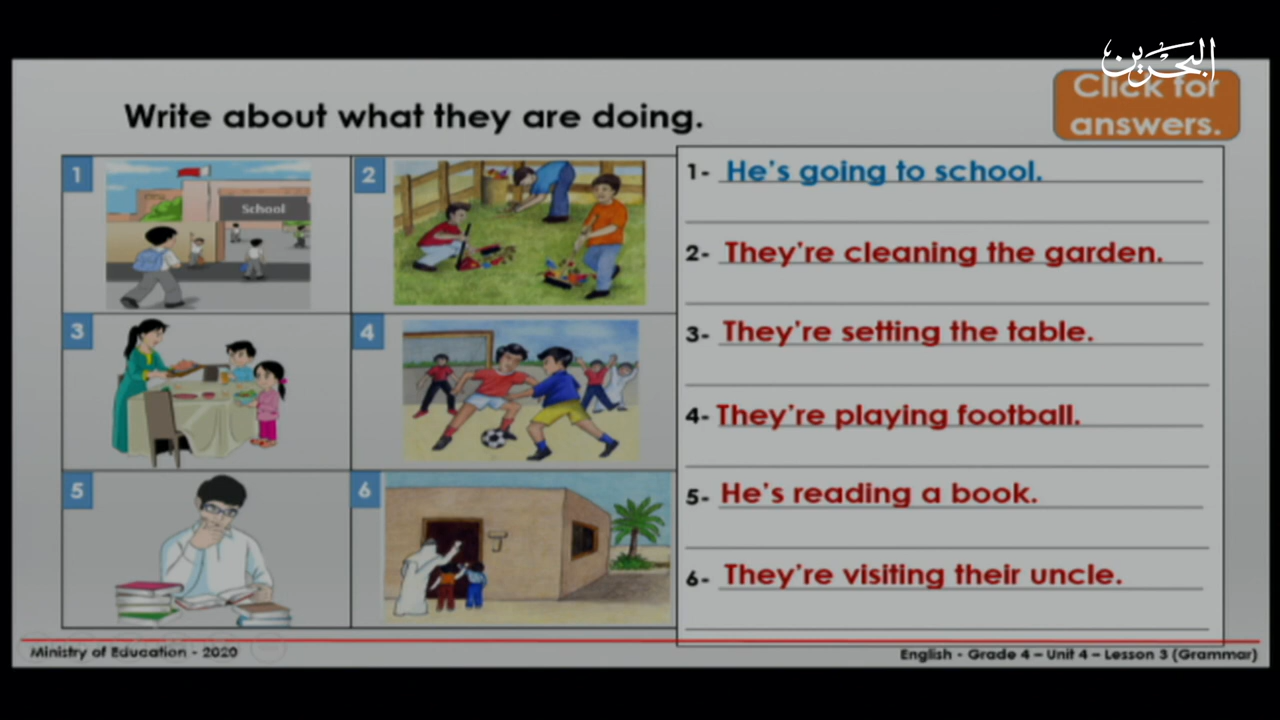 البحرين
Click for
answers.
Write about what they are doing.
1
School
2
3
4
5
6
1- He's going to school.
2- They're cleaning the garden.
3- They're setting the table.
4- They're playing football.
5- He's reading a book.
6- They're visiting their uncle.
Ministry of Education - 2020
English - Grade 4 – Unit 4 – Lesson 3 (Grammar)